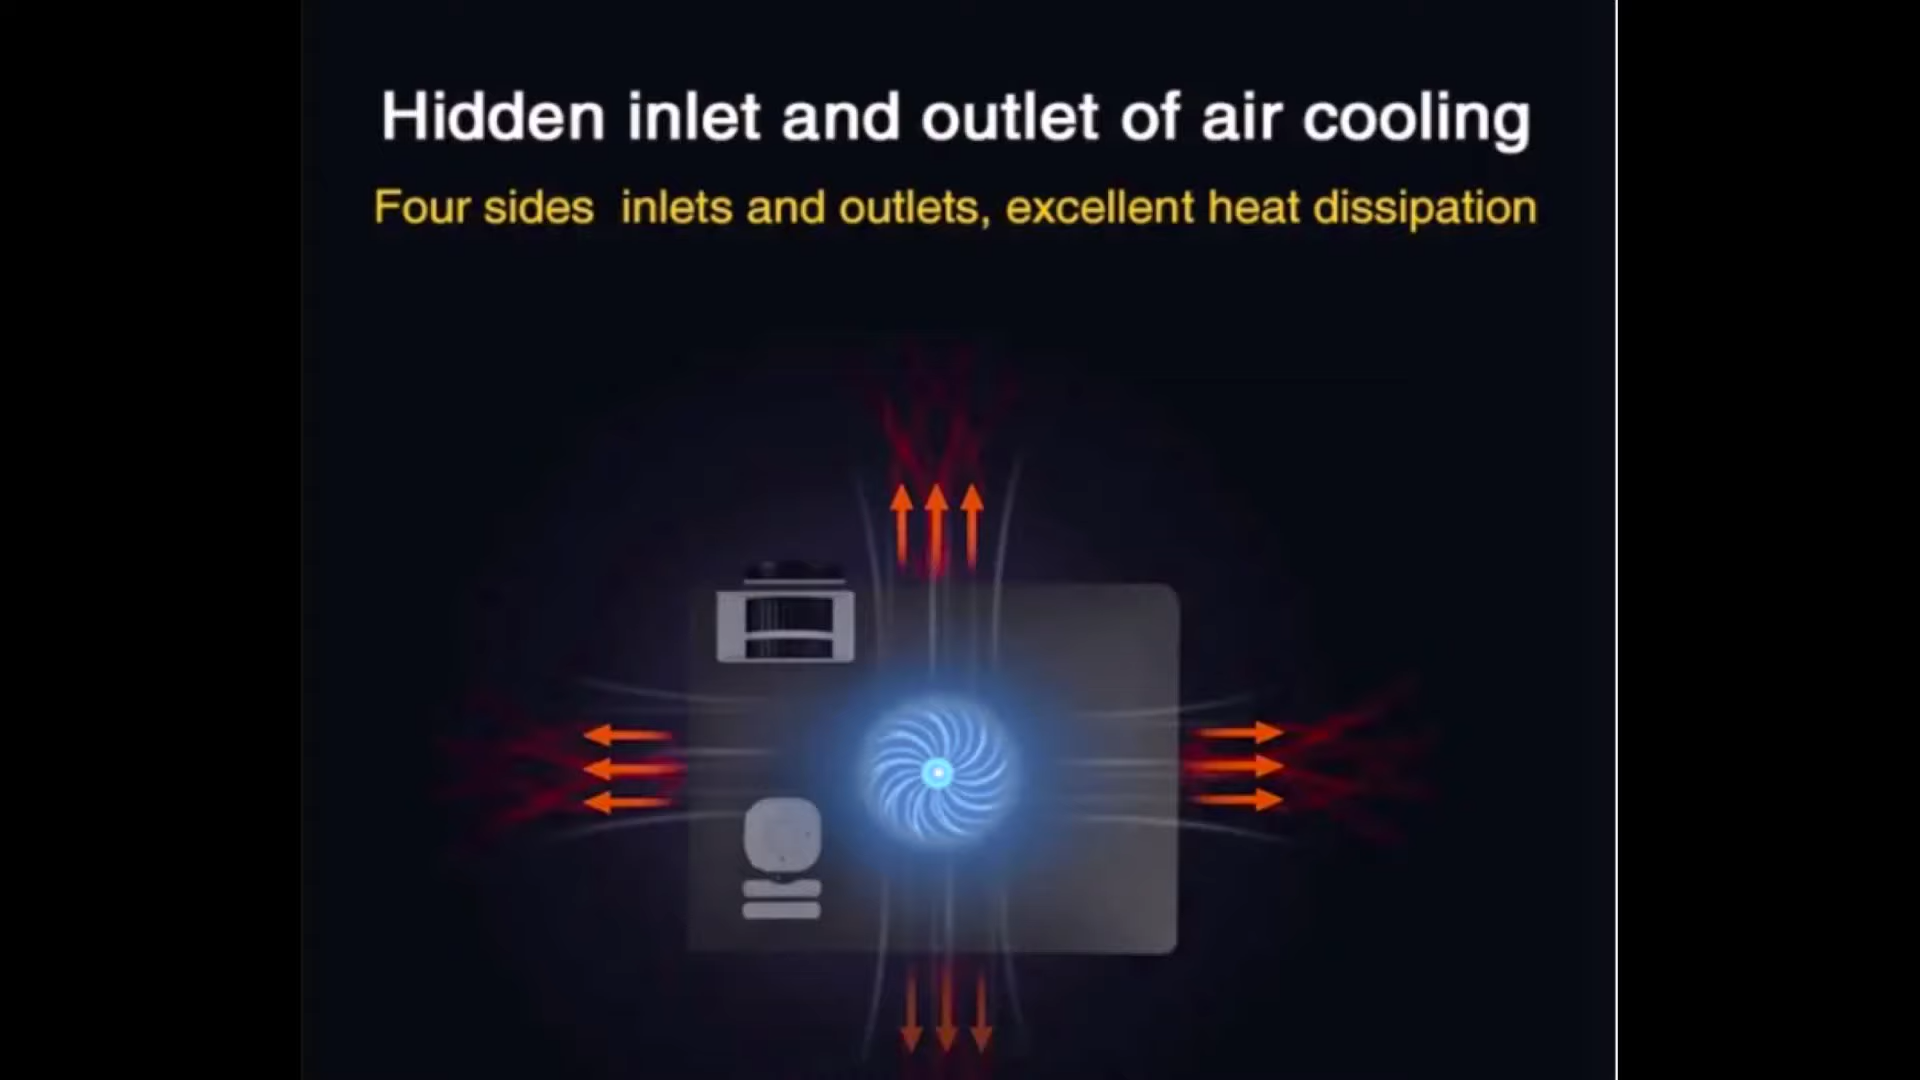 Hidden inlet and outlet of air cooling
Four sides inlets and outlets, excellent heat dissipation